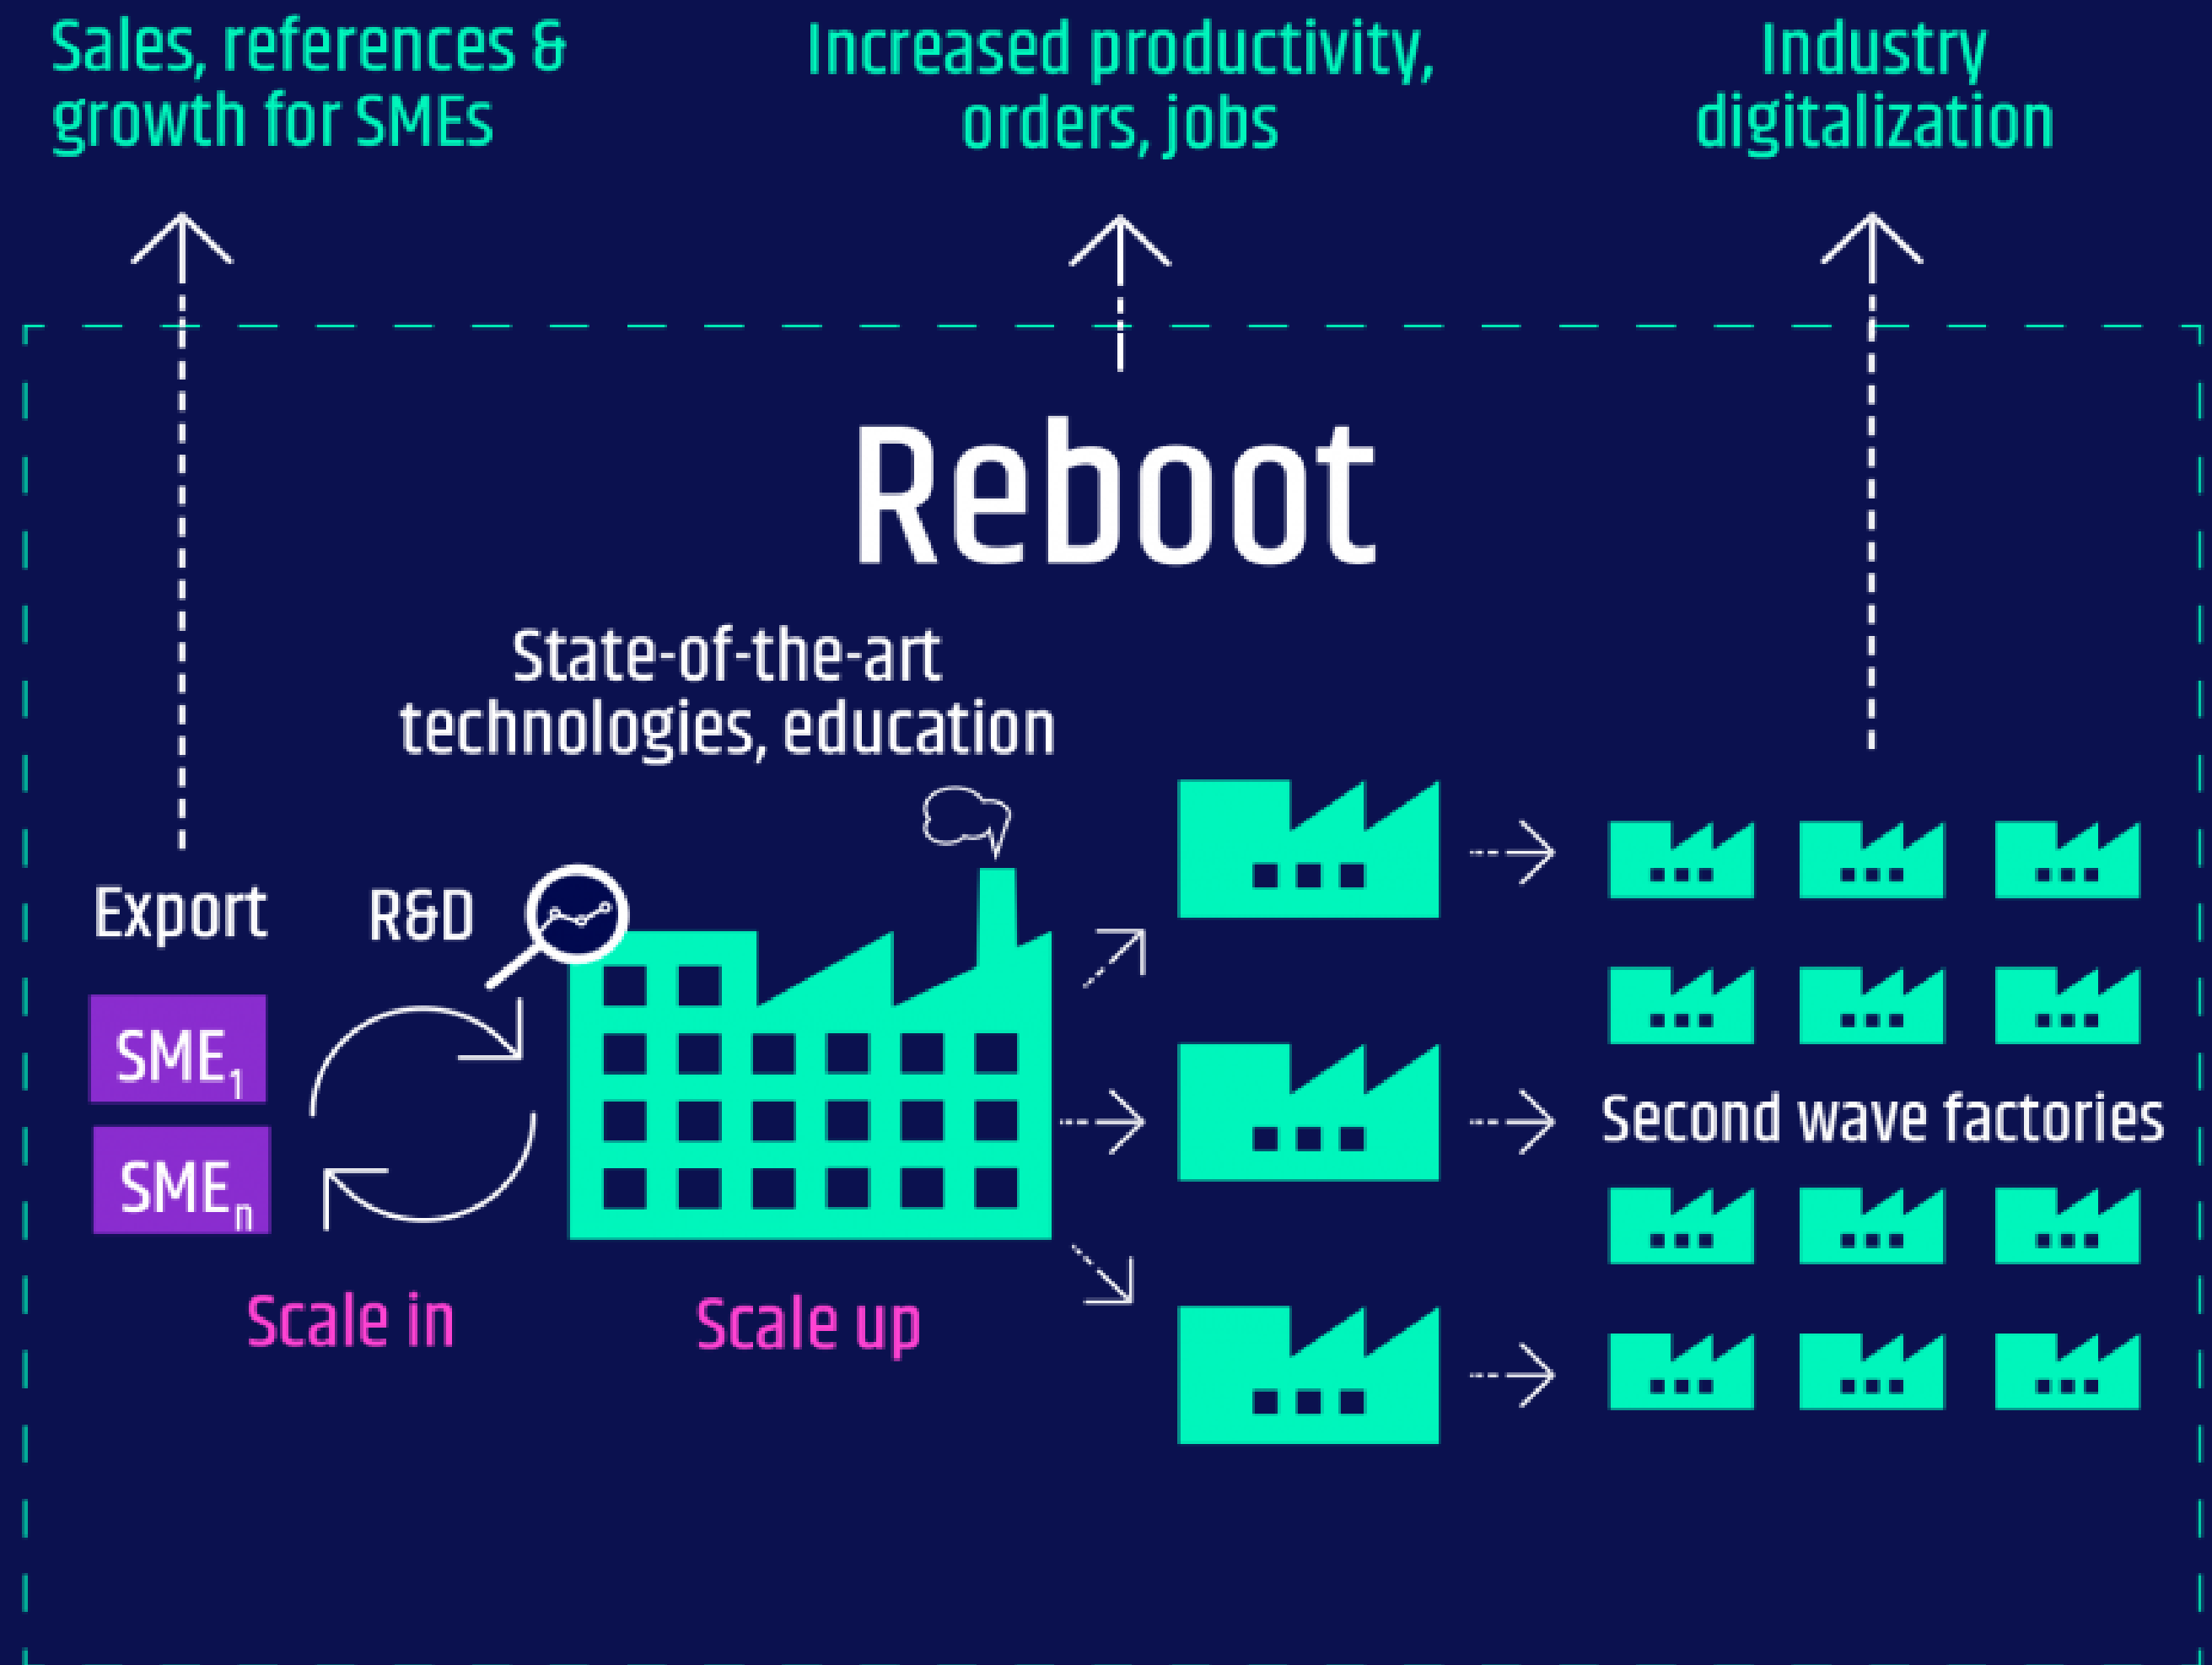 Sales, references &
growth for SMEs
Increased productivity,
orders, jobs
Industry
digitalization
Reboot
State-of-the-art
technologies, education
Export
R&D
SME1
SMEn
Second wave factories
Scale in
Scale up